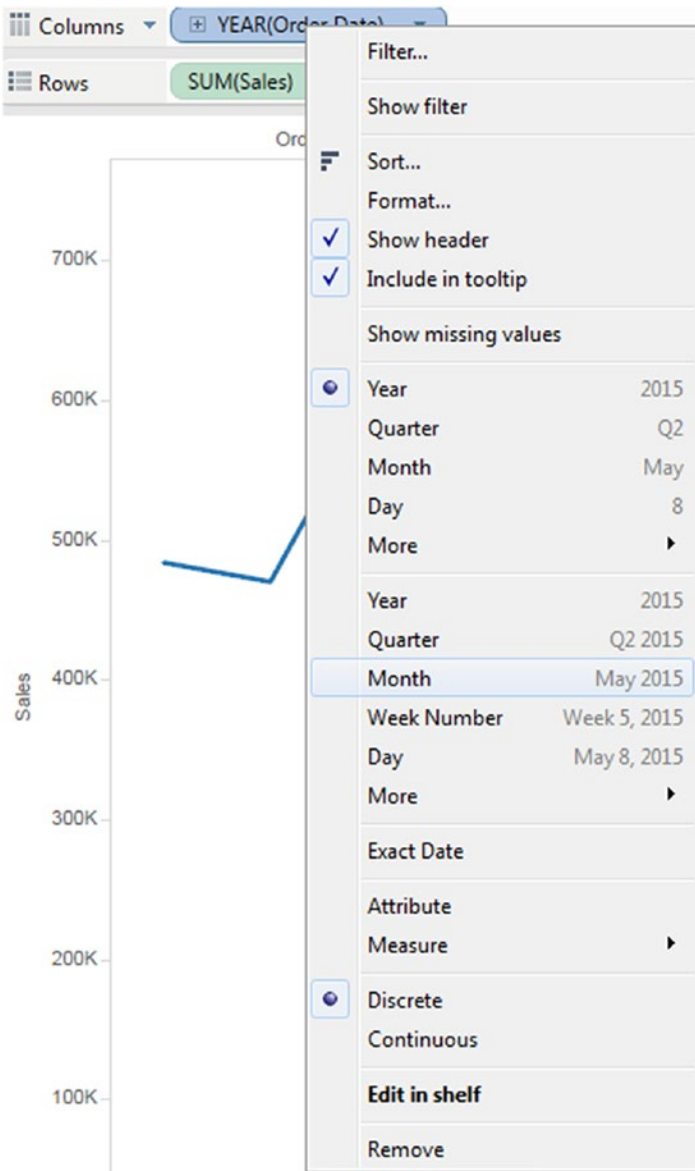 Columns YEAR(Order Date)
Rows SUM(Sales)
Filter...
Show filter
Sort...
Format...
Show header
Include in tooltip
Show missing values
Year 2015
Quarter Q2
Month May
Day 8
More
Year 2015
Quarter Q2 2015
Month May 2015
Week Number Week 5, 2015
Day May 8, 2015
More
Exact Date
Attribute
Measure
Discrete
Continuous
Edit in shelf
Remove
Ord
700K
600K
500K
400K
300K
200K
100K
Sales